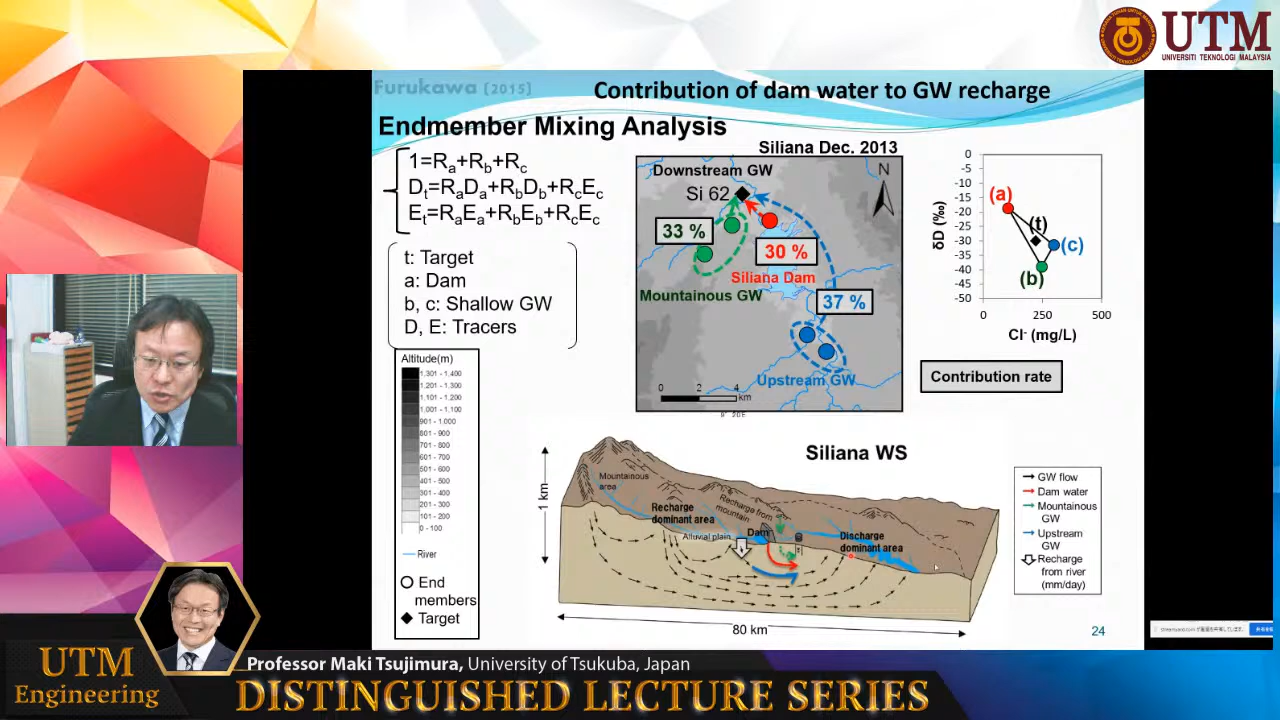 UTM
UNIVERSITI TEKNOLOGI MALAYSIA
Furukawa [2015]
Contribution of dam water to GW recharge
Endmember Mixing Analysis
1=Ra+Rb+Rc
Dt=RaDa+RbDb+RcEc
Et=RaEa+RbEb+RcEc
t: Target
a: Dam
b, c: Shallow GW
D, E: Tracers
Siliana Dec. 2013
Downstream GW
N
Si 62
33 %
30 %
Siliana Dam
Mountainous GW
37 %
Upstream GW
0 2 4
km
9° 20'E
0
-5
-10
-15
-20
-25
-30
-35
-40
-45
-50
δD (‰)
(a)
(t)
(c)
(b)
0 250 500
Cl- (mg/L)
Contribution rate
Altitude(m)
1,301 - 1,400
1,201 - 1,300
1,101 - 1,200
1,001 - 1,100
901 - 1,000
801 - 900
701 - 800
601 - 700
501 - 600
401 - 500
301 - 400
201 - 300
101 - 200
0 - 100
River
End
members
Target
Siliana WS
1 km
Mountainous
area
Recharge
dominant area
Recharge from
mountain
Alluvial plain
Dam
t
Discharge
dominant area
80 km
GW flow
Dam water
Mountainous
GW
Upstream
GW
Recharge
from river
(mm/day)
24
UTM
Engineering
Professor Maki Tsujimura, University of Tsukuba, Japan
DISTINGUISHED LECTURE SERIES